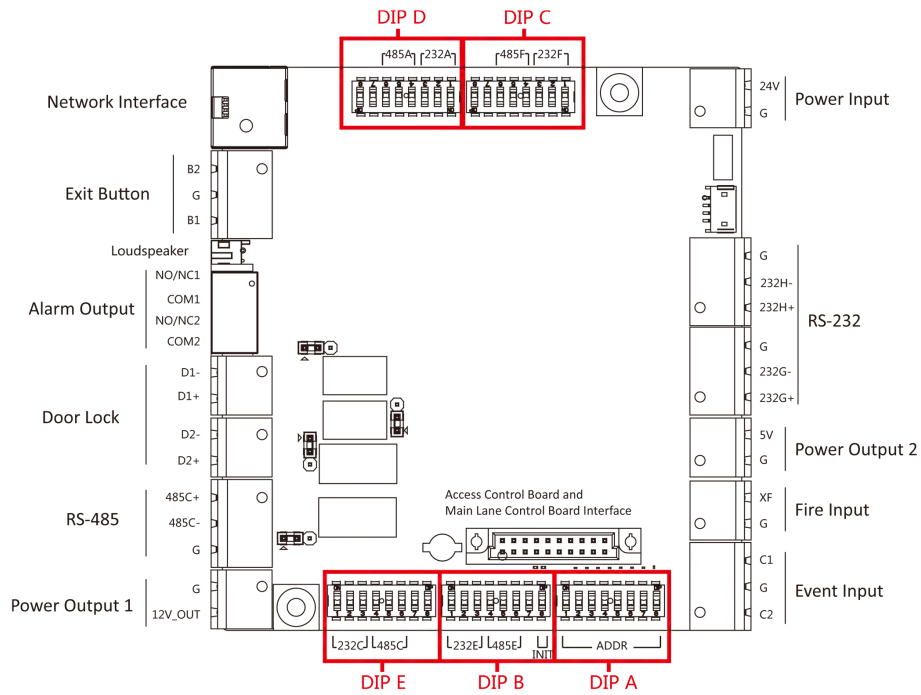 DIP D
DIP C
485A
232A
485F
232F
Network Interface
24V
G
Power Input
Exit Button
B2
G
B1
Loudspeaker
Alarm Output
NO/NC1
COM1
NO/NC2
COM2
G
232H-
232H+
RS-232
G
232G-
232G+
Door Lock
D1-
D1+
D2-
D2+
5V
G
Power Output 2
RS-485
485C+
485C-
G
XF
G
Fire Input
Access Control Board and
Main Lane Control Board Interface
Power Output 1
G
12V_OUT
C1
G
C2
Event Input
232C
485C
232E
485E
INIT
ADDR
DIP E
DIP B
DIP A